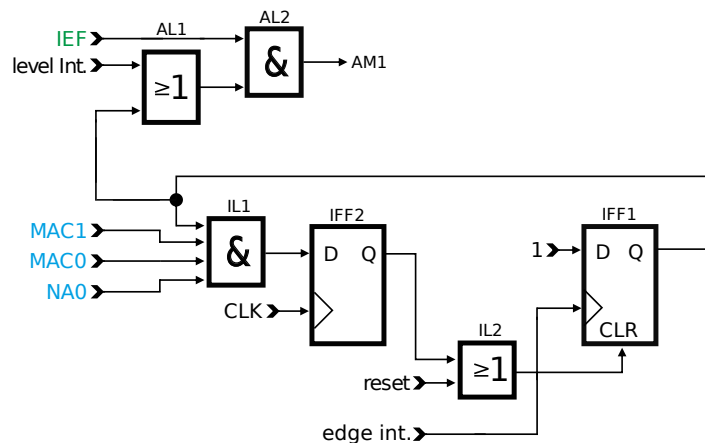 IEF
AL1
AL2
level Int.
≥1
&
AM1
IL1
IFF2
IFF1
MAC1
MAC0
NA0
&
D Q
1
D Q
CLK
IL2
CLR
reset
≥1
edge int.